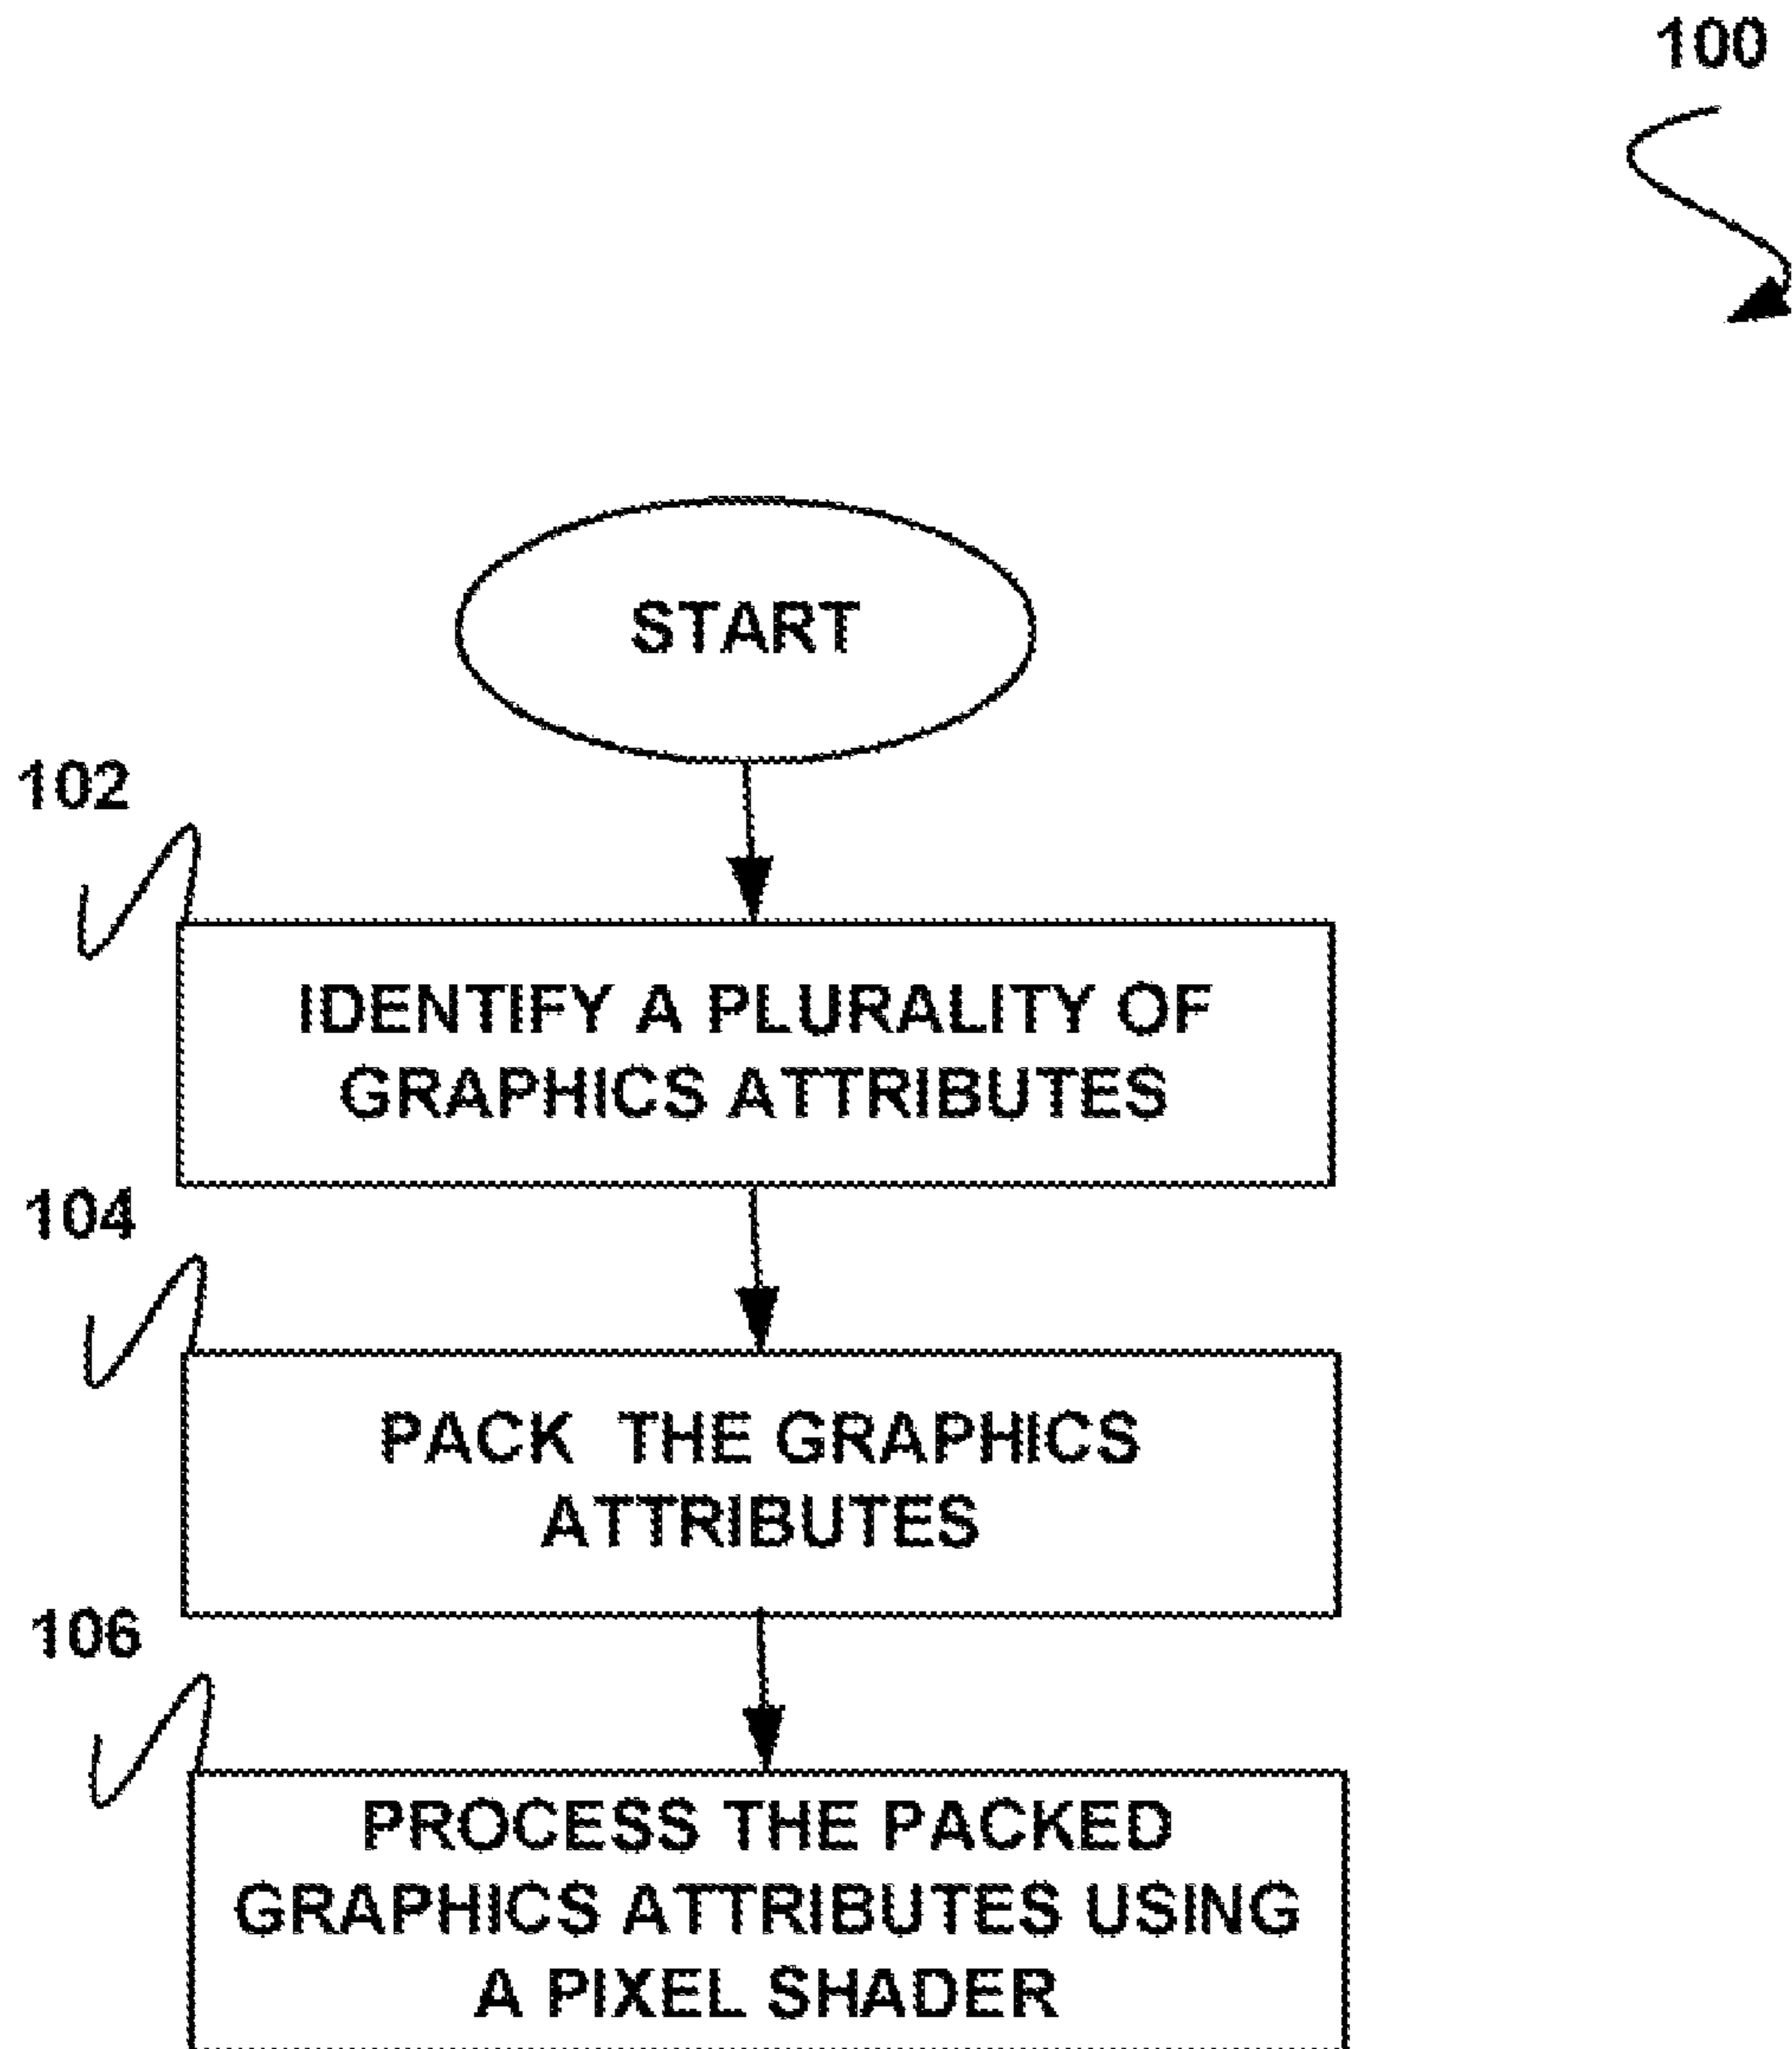 100
START
102
IDENTIFY A PLURALITY OF
GRAPHICS ATTRIBUTES
104
PACK THE GRAPHICS
ATTRIBUTES
106
PROCESS THE PACKED
GRAPHICS ATTRIBUTES USING
A PIXEL SHADER